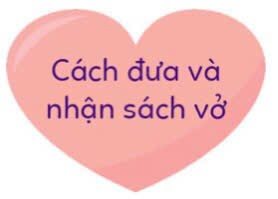 Cách đưa và
nhận sách vở